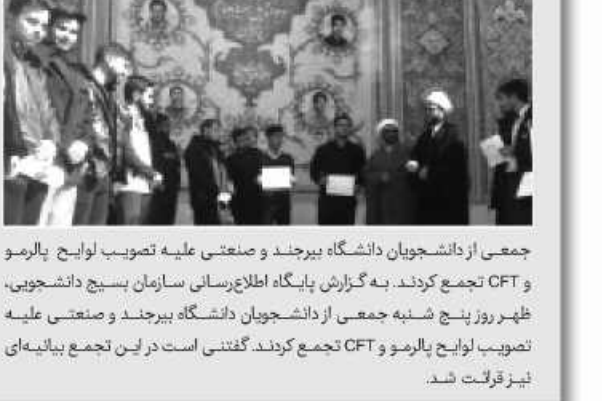 جمعی از دانشجویان دانشگاه بیرجند و صنعتی علیه تصویب لوایح پالرمو
و CFT تجمع کردند. به گزارش پایگاه اطلاع‌رسانی سازمان بسیج دانشجویی،
ظهر روز پنج شنبه جمعی از دانشجویان دانشگاه بیرجند و صنعتی علیه
تصویب لوایح پالرمو و CFT تجمع کردند. گفتنی است در این تجمع بیانیه‌ای
نیز قرائت شد.